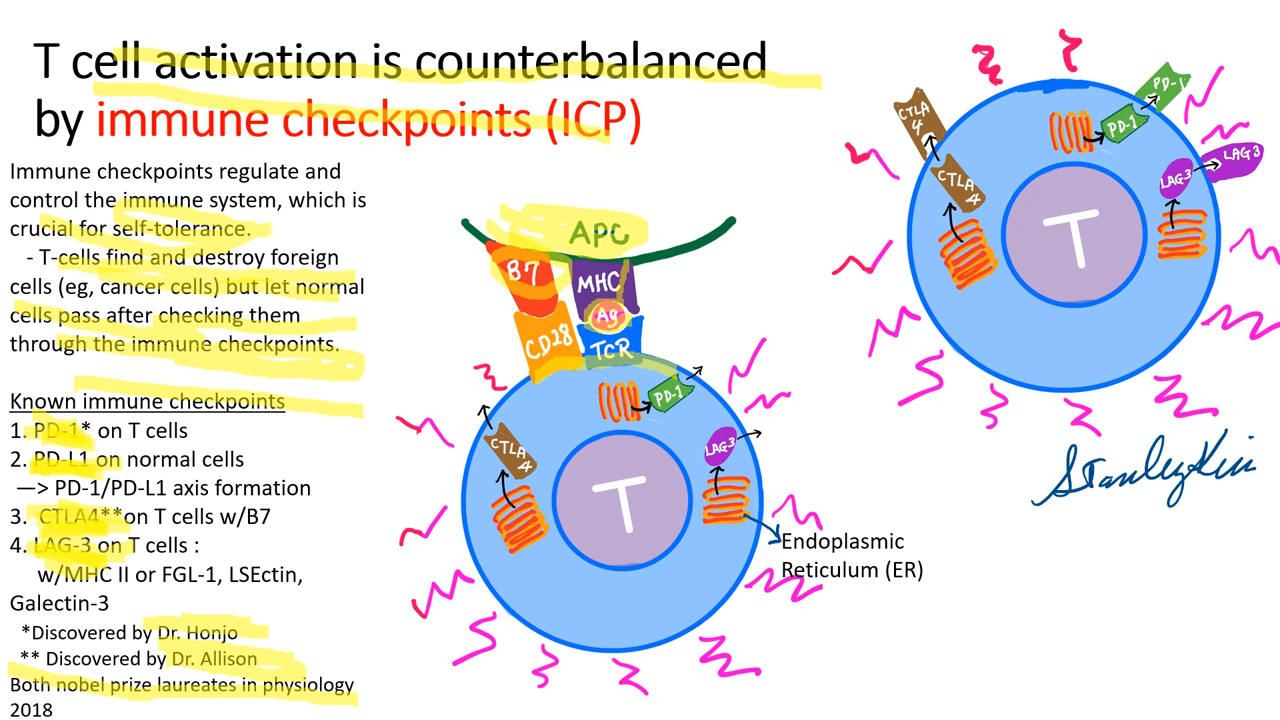 T cell activation is counterbalanced
by immune checkpoints (ICP)
Immune checkpoints regulate and
control the immune system, which is
crucial for self-tolerance.
- T-cells find and destroy foreign
cells (eg, cancer cells) but let normal
cells pass after checking them
through the immune checkpoints.
Known immune checkpoints
1. PD-1* on T cells
2. PD-L1 on normal cells
—> PD-1/PD-L1 axis formation
3. CTLA4**on T cells w/B7
4. LAG-3 on T cells :
w/MHC II or FGL-1, LSEctin,
Galectin-3
*Discovered by Dr. Honjo
** Discovered by Dr. Allison
Both nobel prize laureates in physiology
2018
APC
B7
MHC
Ag
CD28
TCR
PD-1
CTLA
4
LAG3
T
Endoplasmic
Reticulum (ER)
CTLA
4
CTLA
4
PD-1
PD-1
LAG3
LAG3
T
Stanley Kim